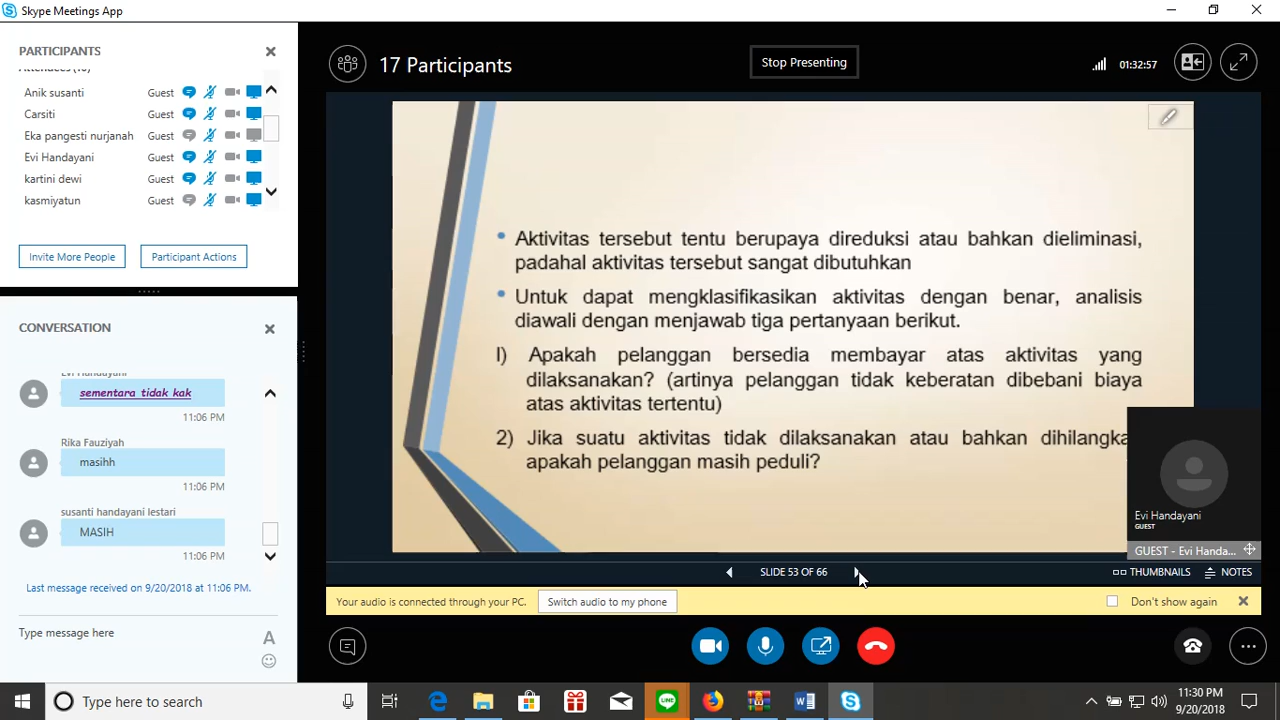 Skype Meetings App
PARTICIPANTS
Attendees (16)
Anik susanti Guest
Carsiti Guest
Eka pangesti nurjanah Guest
Evi Handayani Guest
kartini dewi Guest
kasmiyatun Guest
Invite More People
Participant Actions
CONVERSATION
Evi Handayani
sementara tidak kak
11:06 PM
Rika Fauziyah
masihh
11:06 PM
susanti handayani lestari
MASIH
11:06 PM
Last message received on 9/20/2018 at 11:06 PM.
Type message here
A
17 Participants
Stop Presenting
01:32:57
• Aktivitas tersebut tentu berupaya direduksi atau bahkan dieliminasi,
padahal aktivitas tersebut sangat dibutuhkan
• Untuk dapat mengklasifikasikan aktivitas dengan benar, analisis
diawali dengan menjawab tiga pertanyaan berikut.
l) Apakah pelanggan bersedia membayar atas aktivitas yang
dilaksanakan? (artinya pelanggan tidak keberatan dibebani biaya
atas aktivitas tertentu)
2) Jika suatu aktivitas tidak dilaksanakan atau bahkan dihilangka
apakah pelanggan masih peduli?
Evi Handayani
GUEST
GUEST - Evi Handa...
SLIDE 53 OF 66
THUMBNAILS
NOTES
Your audio is connected through your PC.
Switch audio to my phone
Don't show again
Type here to search
11:30 PM
9/20/2018